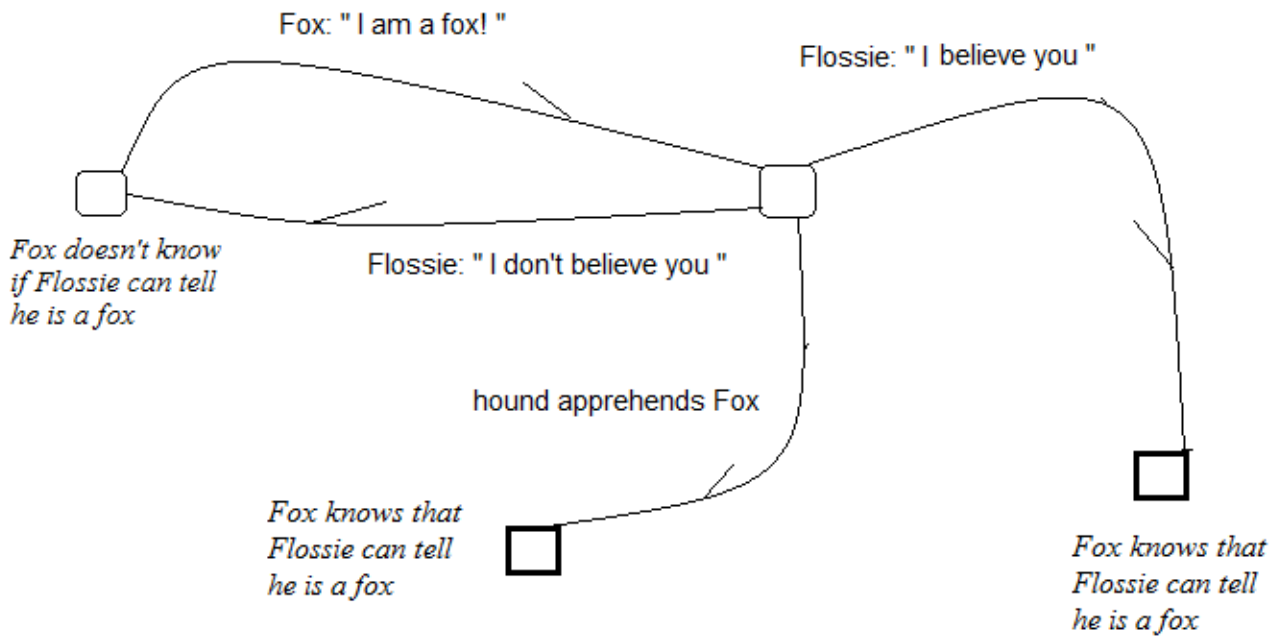 Fox: " I am a fox! "
Flossie: " I believe you "
Fox doesn't know
if Flossie can tell
he is a fox
Flossie: " I don't believe you "
hound apprehends Fox
Fox knows that
Flossie can tell
he is a fox
Fox knows that
Flossie can tell
he is a fox